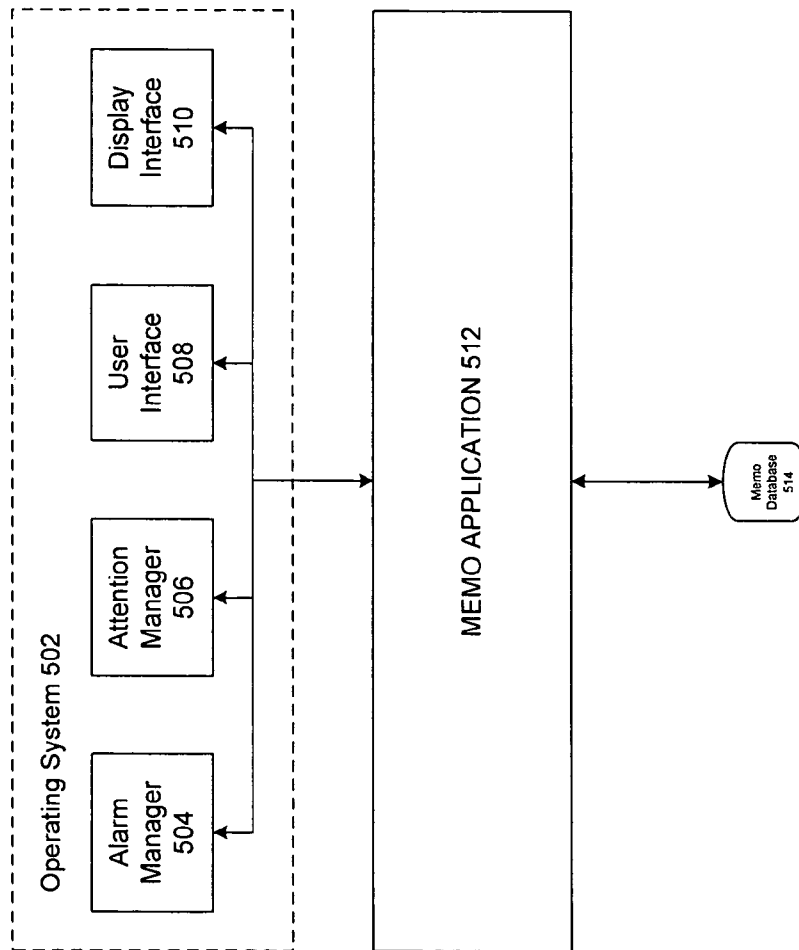 Operating System 502
Alarm
Manager
504
Attention
Manager
506
User
Interface
508
Display
Interface
510
MEMO APPLICATION 512
Memo
Database
514